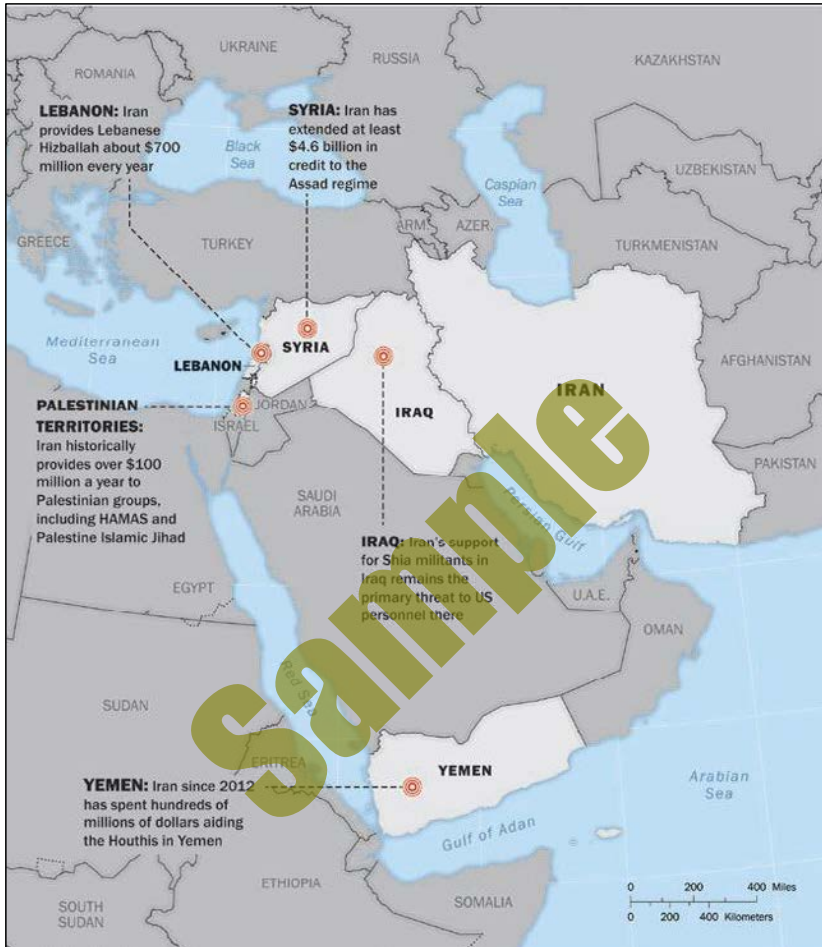 UKRAINE
RUSSIA
KAZAKHSTAN
ROMANIA
LEBANON: Iran
provides Lebanese
Hizballah about $700
million every year
SYRIA: Iran has
extended at least
$4.6 billion in
credit to the
Assad regime
Black
Sea
Caspian
Sea
UZBEKISTAN
GREECE
TURKEY
ARM.
AZER.
TURKMENISTAN
Mediterranean
Sea
LEBANON
SYRIA
AFGHANISTAN
IRAN
IRAQ
PALESTINIAN
TERRITORIES:
Iran historically
provides over $100
million a year to
Palestinian groups,
including HAMAS and
Palestine Islamic Jihad
JORDAN
ISRAEL
PAKISTAN
SAUDI
ARABIA
Persian Gulf
IRAQ: Iran's support
for Shia militants in
Iraq remains the
primary threat to US
personnel there
EGYPT
U.A.E.
OMAN
Red Sea
Sample
SUDAN
ERITREA
YEMEN
YEMEN: Iran since 2012
has spent hundreds of
millions of dollars aiding
the Houthis in Yemen
Arabian
Sea
Gulf of Adan
ETHIOPIA
SOUTH
SUDAN
SOMALIA
0 200 400 Miles
0 200 400 Kilometers